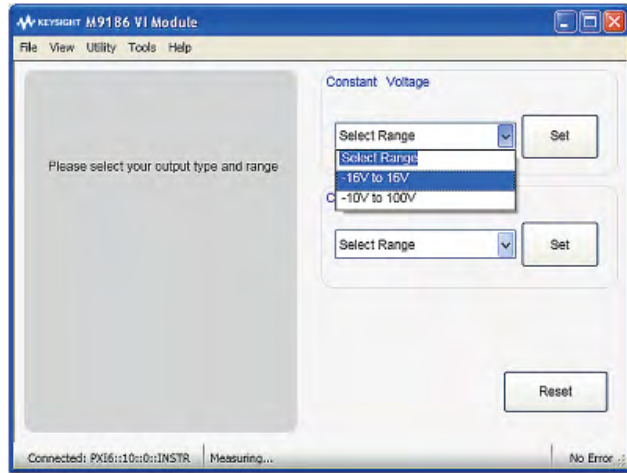 KEYSIGHT M9186 VI Module
File View Utility Tools Help
Please select your output type and range
Constant Voltage
Select Range
Set
Select Range
-16V to 16V
-10V to 100V
C
Select Range
Set
Reset
Connected: PXI6::10::0::INSTR
Measuring...
No Error